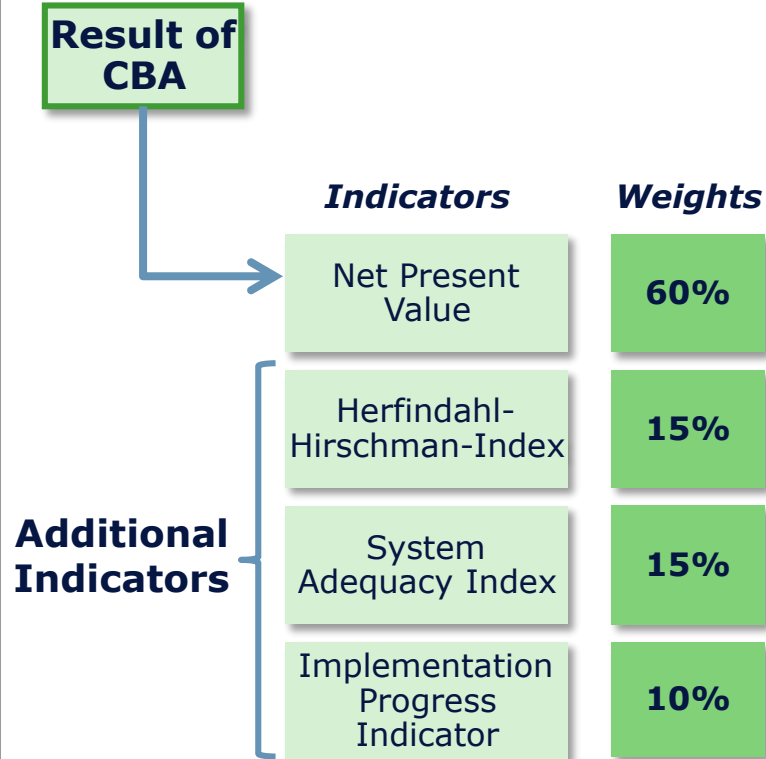 Result of
CBA
Indicators
Weights
Net Present
Value
60%
Herfindahl-
Hirschman-Index
15%
Additional
Indicators
System
Adequacy Index
15%
Implementation
Progress
Indicator
10%